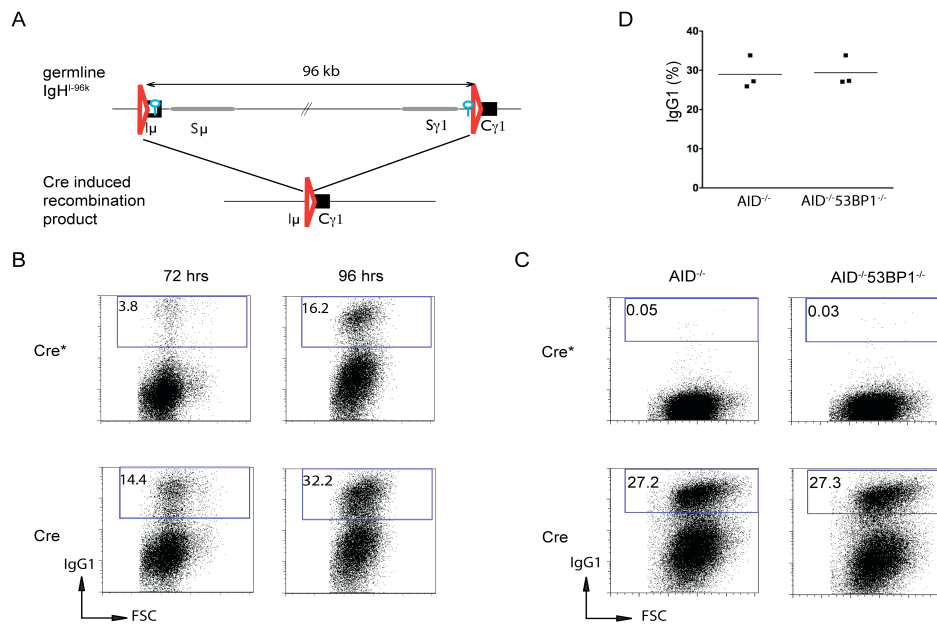 A
germline
IgH^I-96k
96 kb
Iµ
Sµ
//
Sγ1
Cγ1
Cre induced
recombination
product
Iµ
Cγ1
D
IgG1 (%)
40
30
20
10
0
AID-/-
AID-/-53BP1-/-
B
72 hrs
96 hrs
Cre*
3.8
16.2
Cre
14.4
32.2
IgG1
FSC
C
AID-/-
AID-/-53BP1-/-
Cre*
0.05
0.03
Cre
27.2
27.3
IgG1
FSC